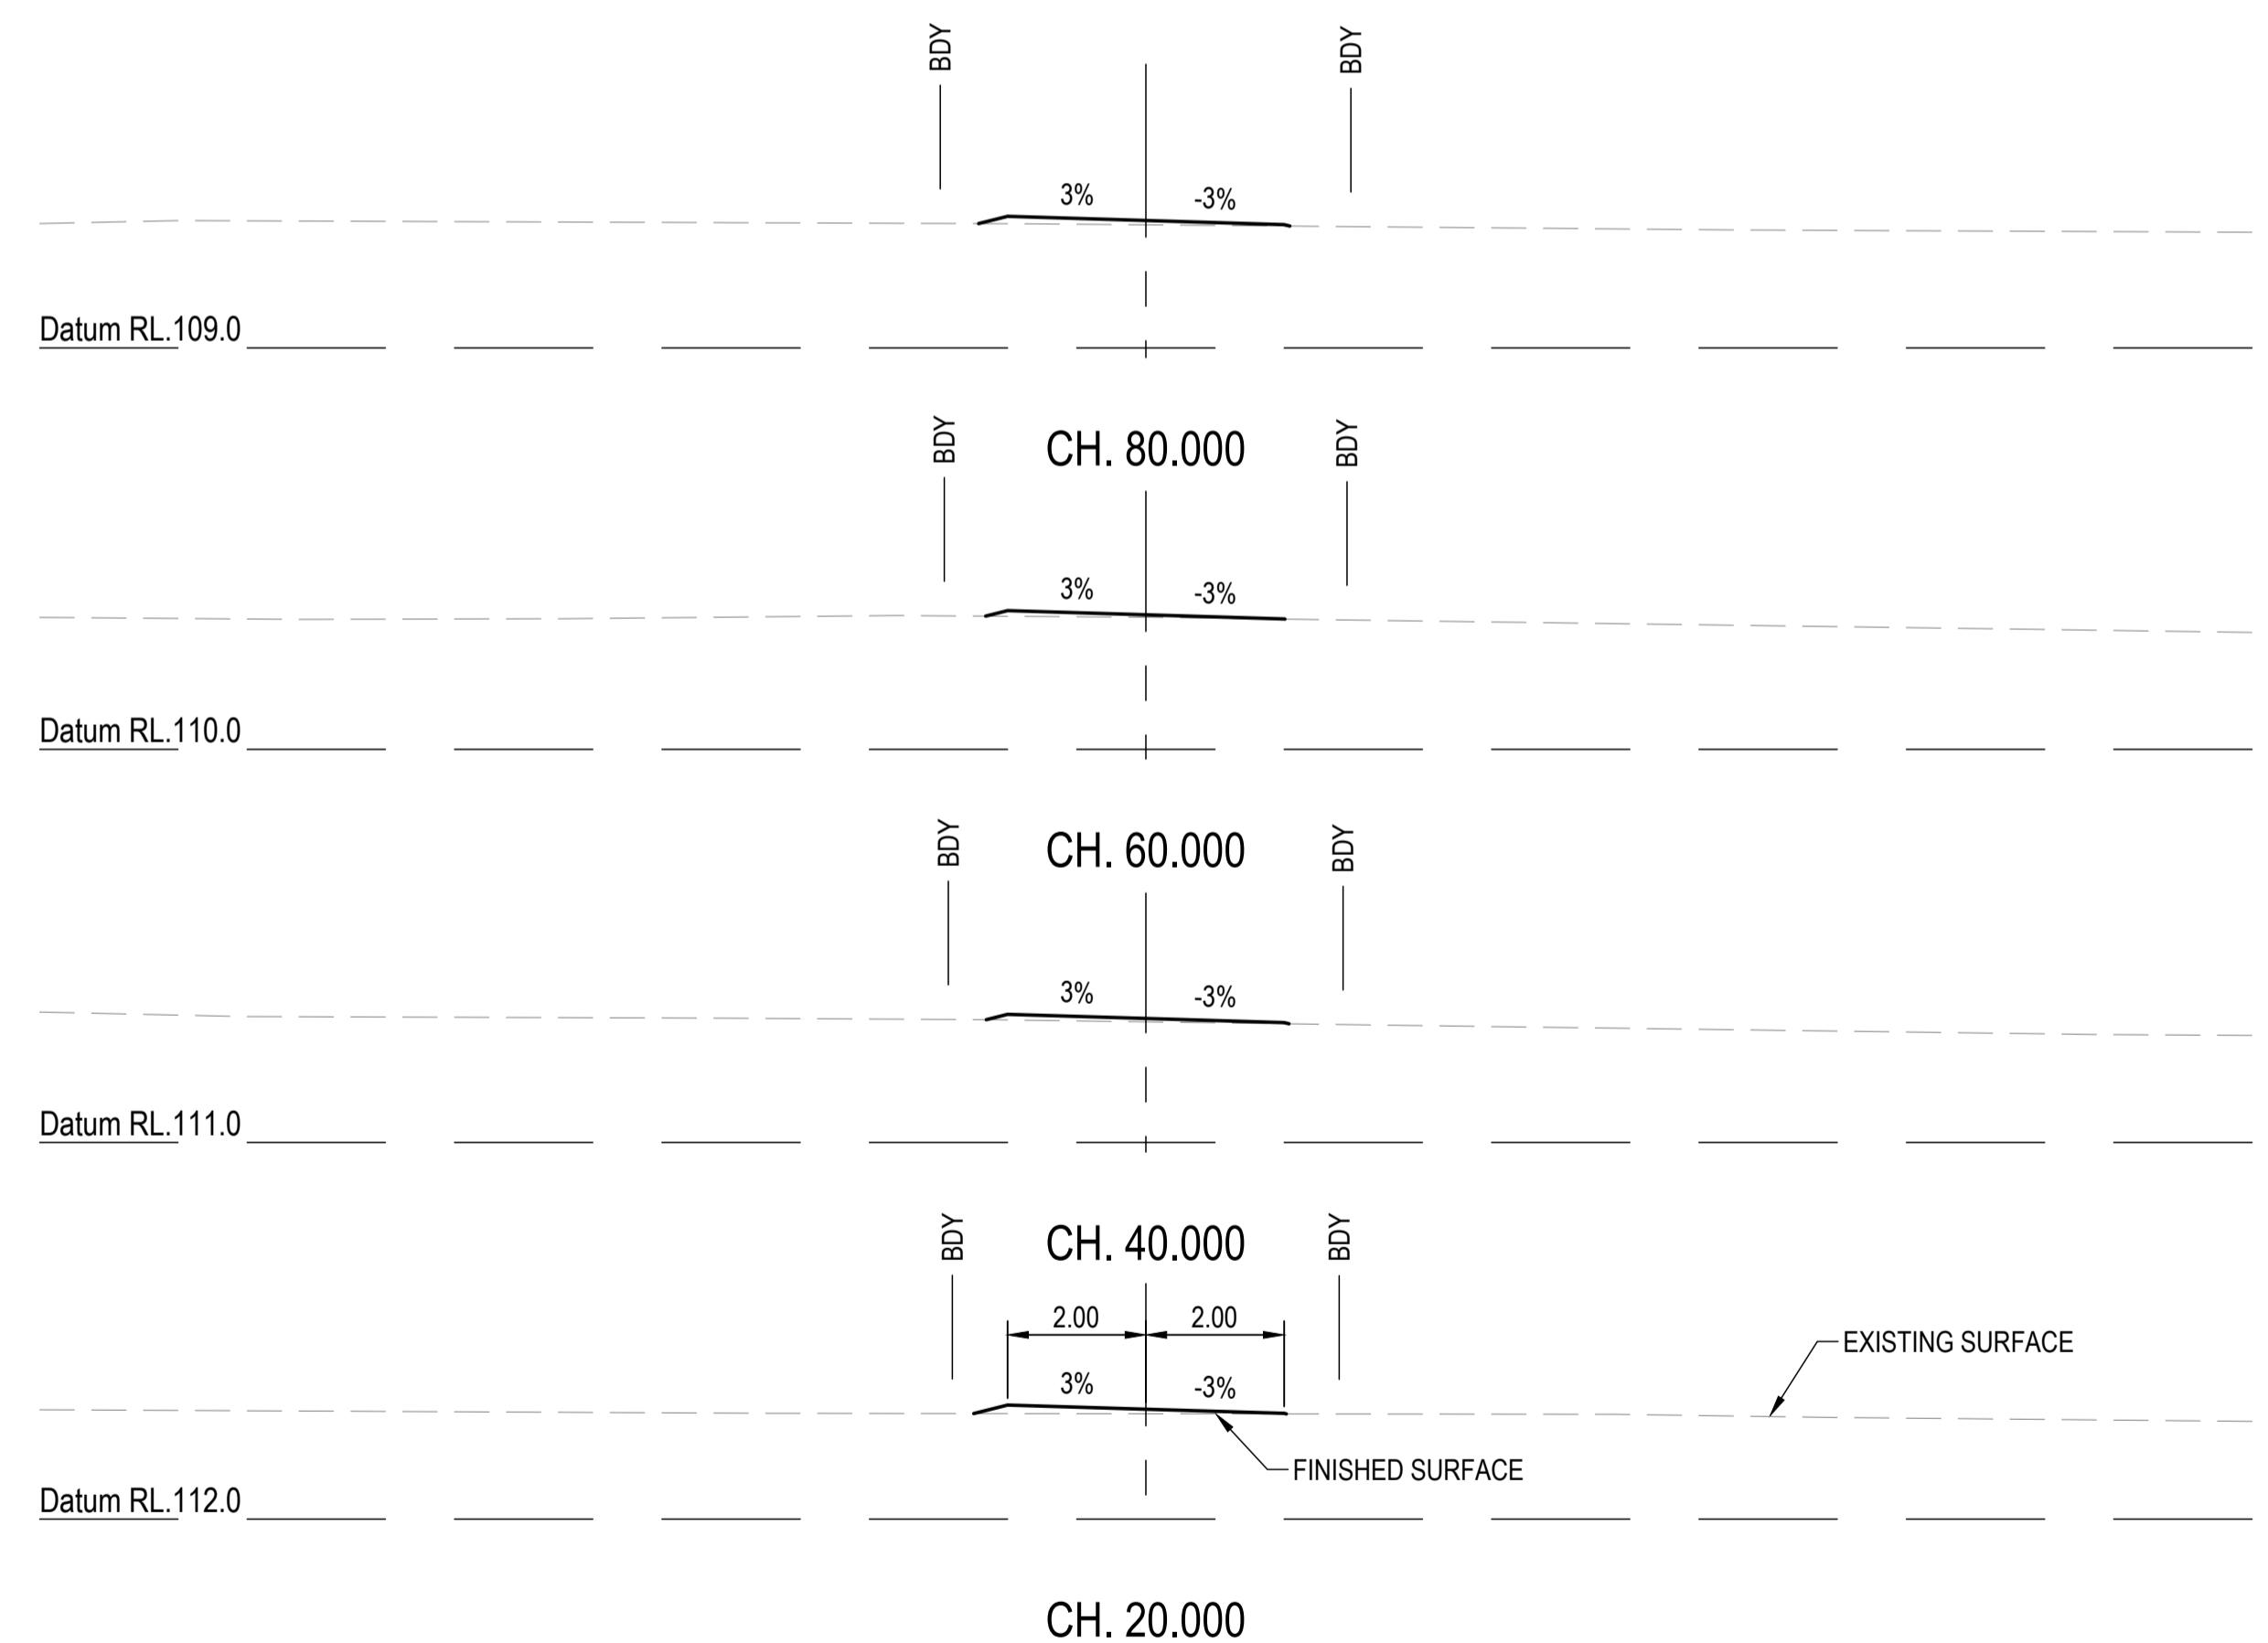 BDY
BDY
3%
-3%
Datum RL.109.0
CH. 80.000
BDY
BDY
3%
-3%
Datum RL.110.0
CH. 60.000
BDY
BDY
3%
-3%
Datum RL.111.0
CH. 40.000
BDY
BDY
2.00
2.00
EXISTING SURFACE
3%
-3%
FINISHED SURFACE
Datum RL.112.0
CH. 20.000